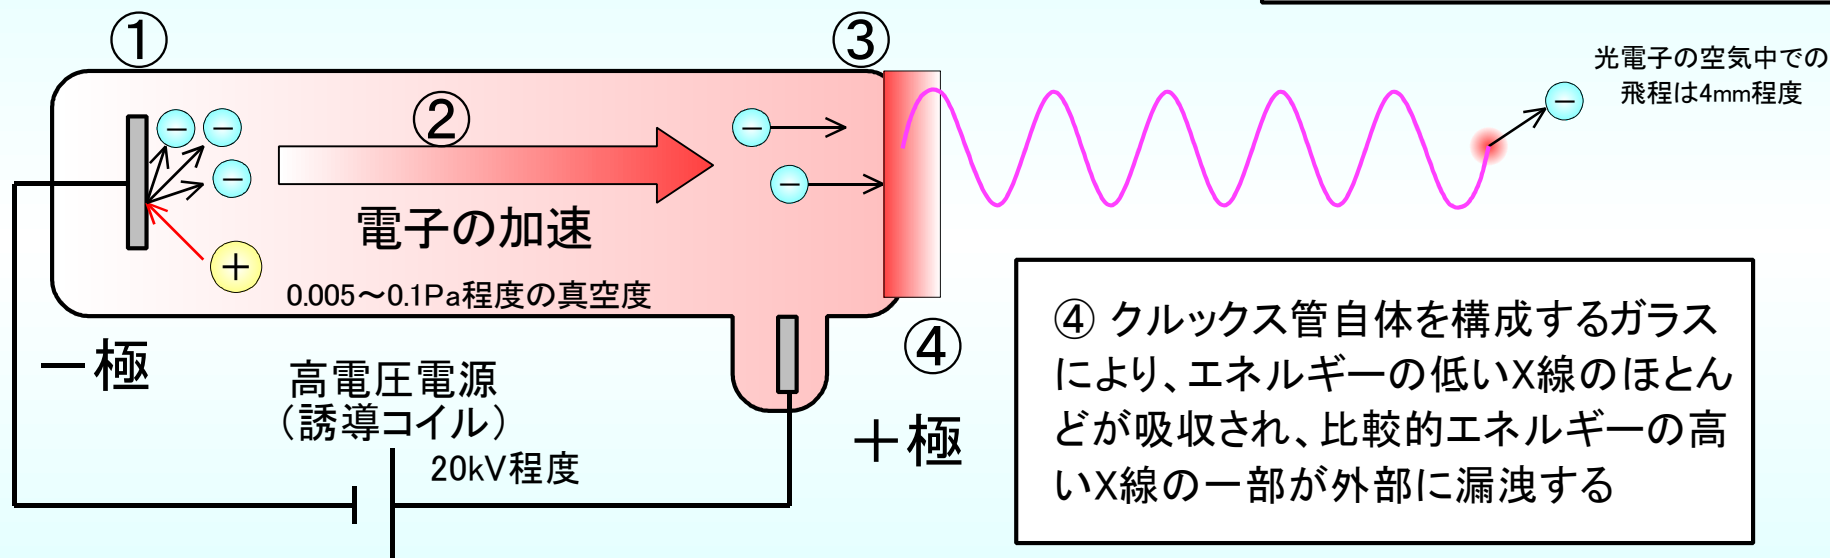 ①
③
光電子の空気中での
飛程は4mm程度
②
電子の加速
0.005～0.1Pa程度の真空度
－極
高電圧電源
（誘導コイル）
20kV程度
④
＋極
④ クルックス管自体を構成するガラス
により、エネルギーの低いX線のほとん
どが吸収され、比較的エネルギーの高
いX線の一部が外部に漏洩する